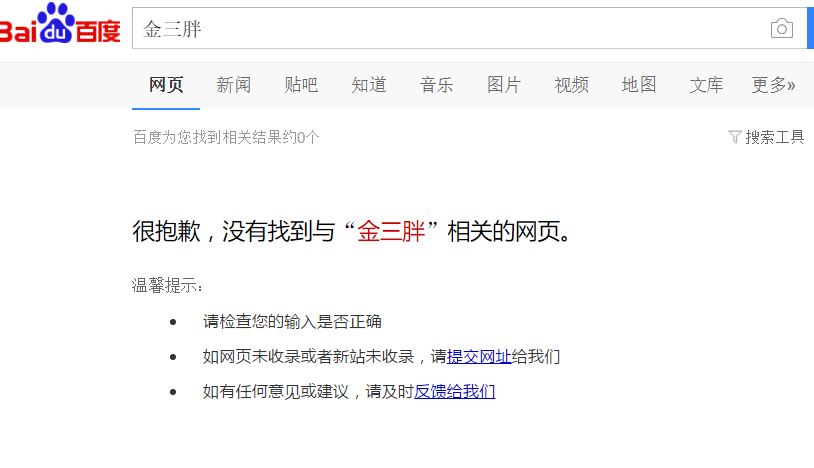 Bai du 百度
金三胖
网页 新闻 贴吧 知道 音乐 图片 视频 地图 文库 更多»
百度为您找到相关结果约0个 搜索工具
很抱歉，没有找到与“金三胖”相关的网页。
温馨提示：
• 请检查您的输入是否正确
• 如网页未收录或者新站未收录，请提交网址给我们
• 如有任何意见或建议，请及时反馈给我们